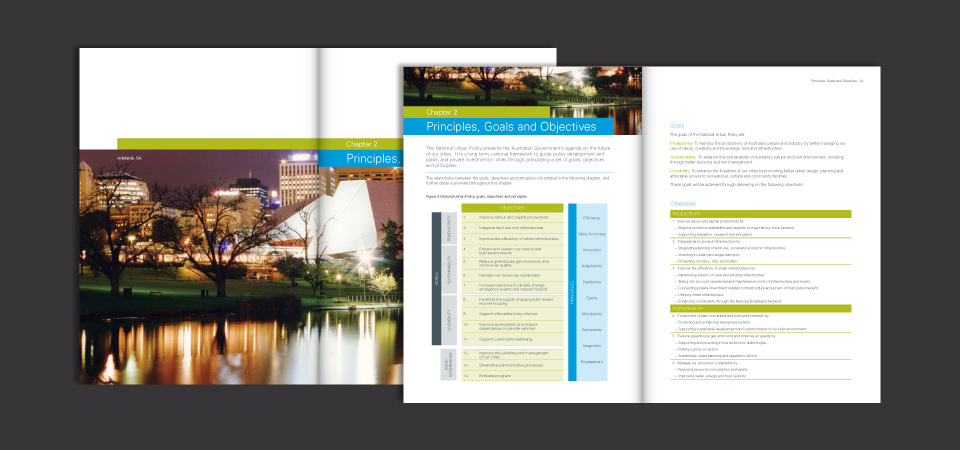 Adelaide, SA
Chapter 2
Principles,
Chapter 2
Principles, Goals and Objectives
The National Urban Policy presents the Australian Government's agenda on the future
of our cities. It is a long term, national framework to guide policy development and
public and private investment in cities through articulating a set of goals, objectives
and principles.
The relationship between the goals, objectives and principles is illustrated in the following diagram, and
further detail is provided throughout this chapter.
Figure 3 National Urban Policy goals, objectives and principles
OBJECTIVES
GOALS
PRODUCTIVITY
1 Improve labour and capital productivity
2 Integrate land use and infrastructure
3 Improve the efficiency of urban infrastructure
SUSTAINABILITY
4 Protect and sustain our natural and
built environments
5 Reduce greenhouse gas emissions and
improve air quality
6 Manage our resources sustainably
7 Increase resilience to climate change,
emergency events and natural hazards
LIVEABILITY
8 Facilitate the supply of appropriate mixed
income housing
9 Support affordable living choices
10 Improve accessibility and reduce
dependence on private vehicles
11 Support community wellbeing
GOOD
GOVERNANCE
12 Improve the planning and management
of our cities
13 Streamline administrative processes
14 Evaluate progress
PRINCIPLES
Efficiency
Value for money
Innovation
Adaptability
Resilience
Equity
Affordability
Subsidiarity
Integration
Engagement
Principles, Goals and Objectives
Goals
The goals of the National Urban Policy are:
Productivity: To harness the productivity of Australia's people and industry by better managing our
use of labour, creativity and knowledge, land and infrastructure.
Sustainability: To advance the sustainability of Australia's natural and built environment, including
through better resource and risk management.
Liveability: To enhance the liveability of our cities by promoting better urban design, planning and
affordable access to recreational, cultural and community facilities.
These goals will be achieved through delivering on the following objectives:
Objectives
PRODUCTIVITY
1. Improve labour and capital productivity by:
– Aligning workforce availability and capacity to meet labour force demand
– Supporting education, research and innovation
2. Integrate land use and infrastructure by:
– Integrating planning of land use, social and economic infrastructure
– Investing in urban passenger transport
– Protecting corridors, sites and buffers
3. Improve the efficiency of urban infrastructure by:
– Maximising returns on new and existing infrastructure
– Taking into account operational and maintenance costs of infrastructure and assets
– Connecting private investment capital to infrastructure and assets of high public benefit
– Utilising smart infrastructure
– Enhancing connectivity through the National Broadband Network
SUSTAINABILITY
4. Protect and sustain our natural and built environments by:
– Protecting and enhancing natural ecosystems
– Supporting sustainable development and refurbishment of our built environment
5. Reduce greenhouse gas emissions and improve air quality by:
– Supporting and investing in low emissions technologies
– Putting a price on carbon
– Sustainable urban planning and regulatory reform
6. Manage our resources sustainably by:
– Reducing resource consumption and waste
– Improving water, energy and food security